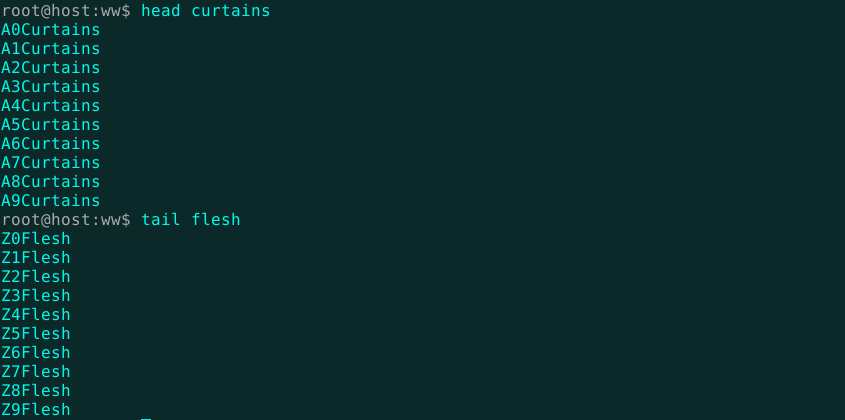 root@host:ww$ head curtains
A0Curtains
A1Curtains
A2Curtains
A3Curtains
A4Curtains
A5Curtains
A6Curtains
A7Curtains
A8Curtains
A9Curtains
root@host:ww$ tail flesh
Z0Flesh
Z1Flesh
Z2Flesh
Z3Flesh
Z4Flesh
Z5Flesh
Z6Flesh
Z7Flesh
Z8Flesh
Z9Flesh